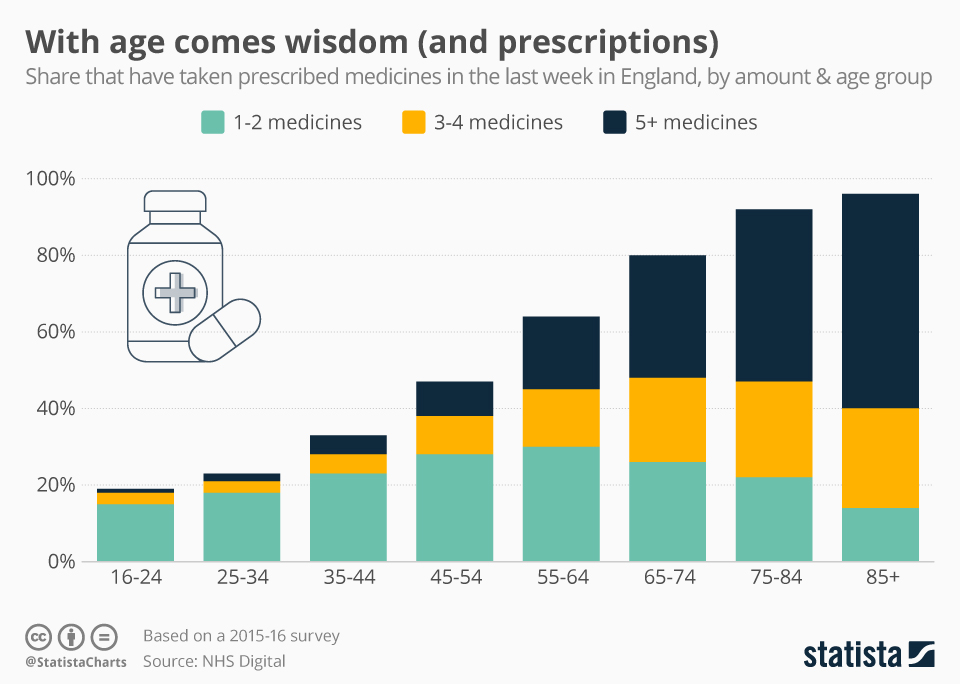 With age comes wisdom (and prescriptions)
Share that have taken prescribed medicines in the last week in England, by amount & age group
1-2 medicines 3-4 medicines 5+ medicines
100%
80%
60%
40%
20%
0%
16-24 25-34 35-44 45-54 55-64 65-74 75-84 85+
cc
@StatistaCharts
Based on a 2015-16 survey
Source: NHS Digital
statista